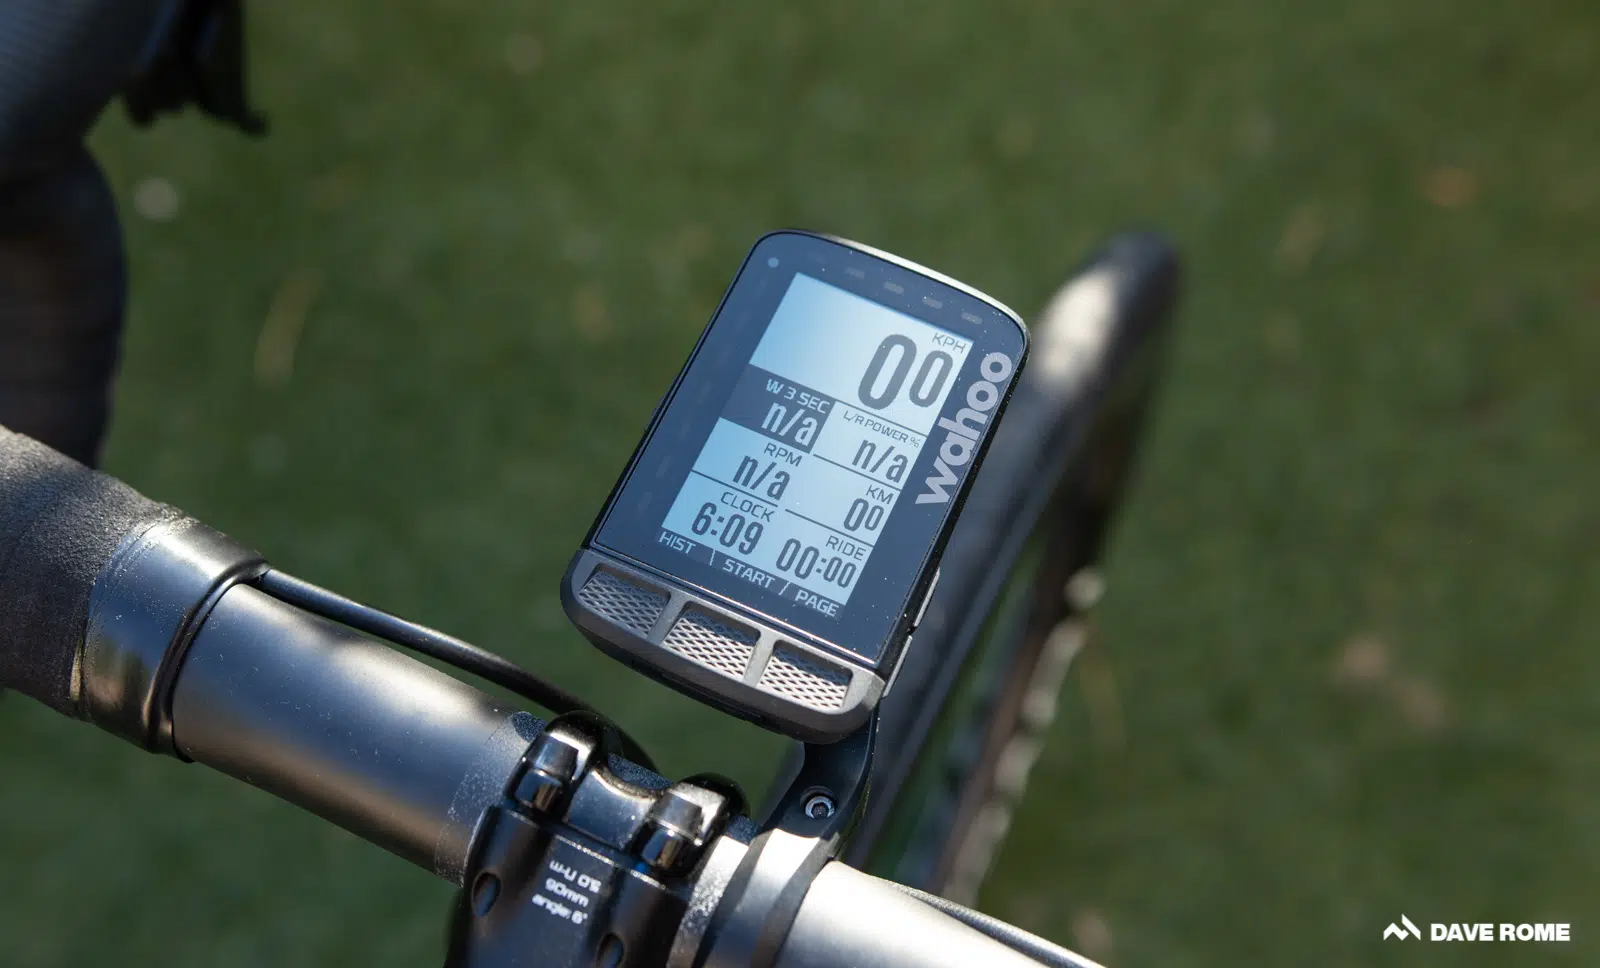 KPH
00
W 3 SEC
n/a
L/R POWER %
n/a
RPM
n/a
KM
00
CLOCK
6:09
RIDE
00:00
HIST
START
PAGE
wahoo
90mm
angle: 6°
DAVE ROME